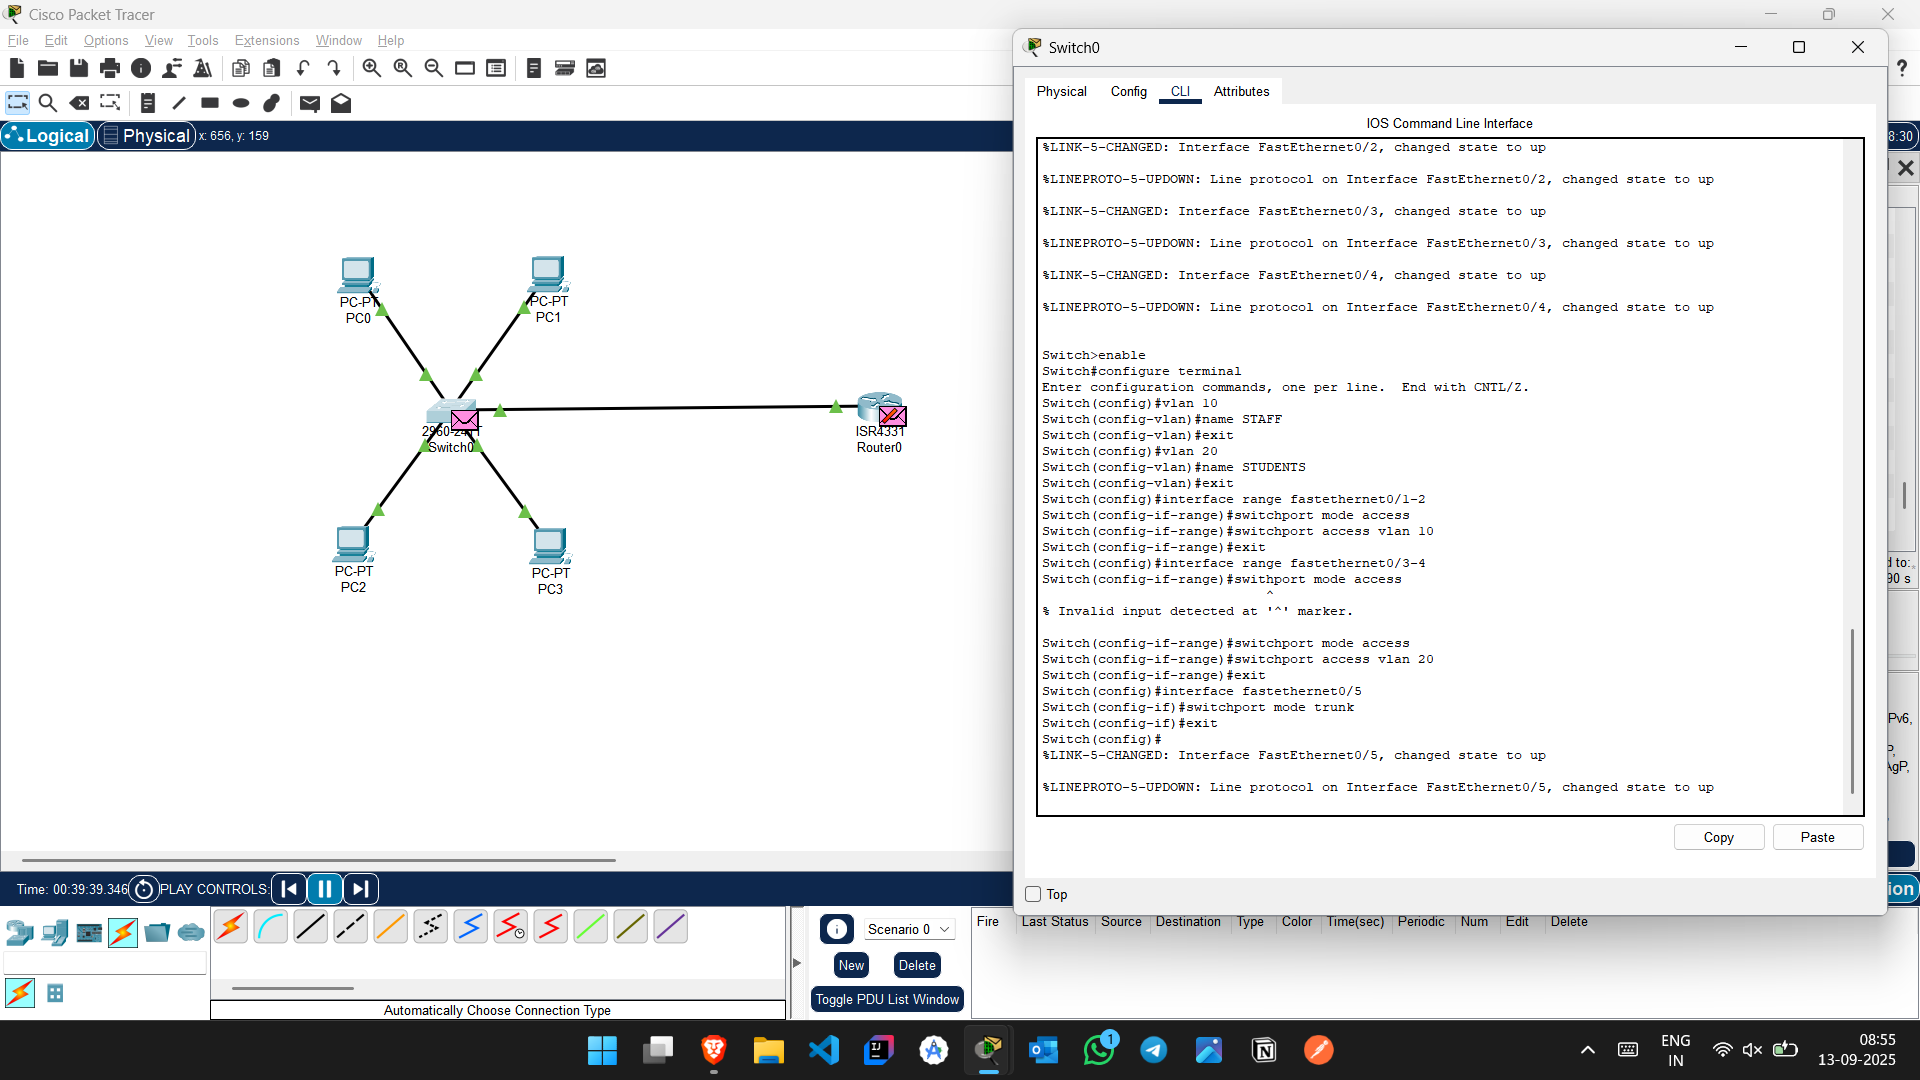 Cisco Packet Tracer
File Edit Options View Tools Extensions Window Help
Logical Physical x: 656, y: 159
PC-PT
PC0
PC-PT
PC1
2960-24TT
Switch0
ISR4331
Router0
PC-PT
PC2
PC-PT
PC3
Switch0
Physical Config CLI Attributes
IOS Command Line Interface
%LINK-5-CHANGED: Interface FastEthernet0/2, changed state to up
%LINEPROTO-5-UPDOWN: Line protocol on Interface FastEthernet0/2, changed state to up
%LINK-5-CHANGED: Interface FastEthernet0/3, changed state to up
%LINEPROTO-5-UPDOWN: Line protocol on Interface FastEthernet0/3, changed state to up
%LINK-5-CHANGED: Interface FastEthernet0/4, changed state to up
%LINEPROTO-5-UPDOWN: Line protocol on Interface FastEthernet0/4, changed state to up
Switch>enable
Switch#configure terminal
Enter configuration commands, one per line. End with CNTL/Z.
Switch(config)#vlan 10
Switch(config-vlan)#name STAFF
Switch(config-vlan)#exit
Switch(config)#vlan 20
Switch(config-vlan)#name STUDENTS
Switch(config-vlan)#exit
Switch(config)#interface range fastethernet0/1-2
Switch(config-if-range)#switchport mode access
Switch(config-if-range)#switchport access vlan 10
Switch(config-if-range)#exit
Switch(config)#interface range fastethernet0/3-4
Switch(config-if-range)#swithport mode access
^
% Invalid input detected at '^' marker.
Switch(config-if-range)#switchport mode access
Switch(config-if-range)#switchport access vlan 20
Switch(config-if-range)#exit
Switch(config)#interface fastethernet0/5
Switch(config-if)#switchport mode trunk
Switch(config-if)#exit
Switch(config)#
%LINK-5-CHANGED: Interface FastEthernet0/5, changed state to up
%LINEPROTO-5-UPDOWN: Line protocol on Interface FastEthernet0/5, changed state to up
Copy Paste
Top
?
8:30
d to:
90 s
Pv6,
P,
AgP,
ion
Time: 00:39:39.346 PLAY CONTROLS:
Scenario 0
New Delete
Toggle PDU List Window
Automatically Choose Connection Type
Fire Last Status Source Destination Type Color Time(sec) Periodic Num Edit Delete
1
ENG
IN
08:55
13-09-2025